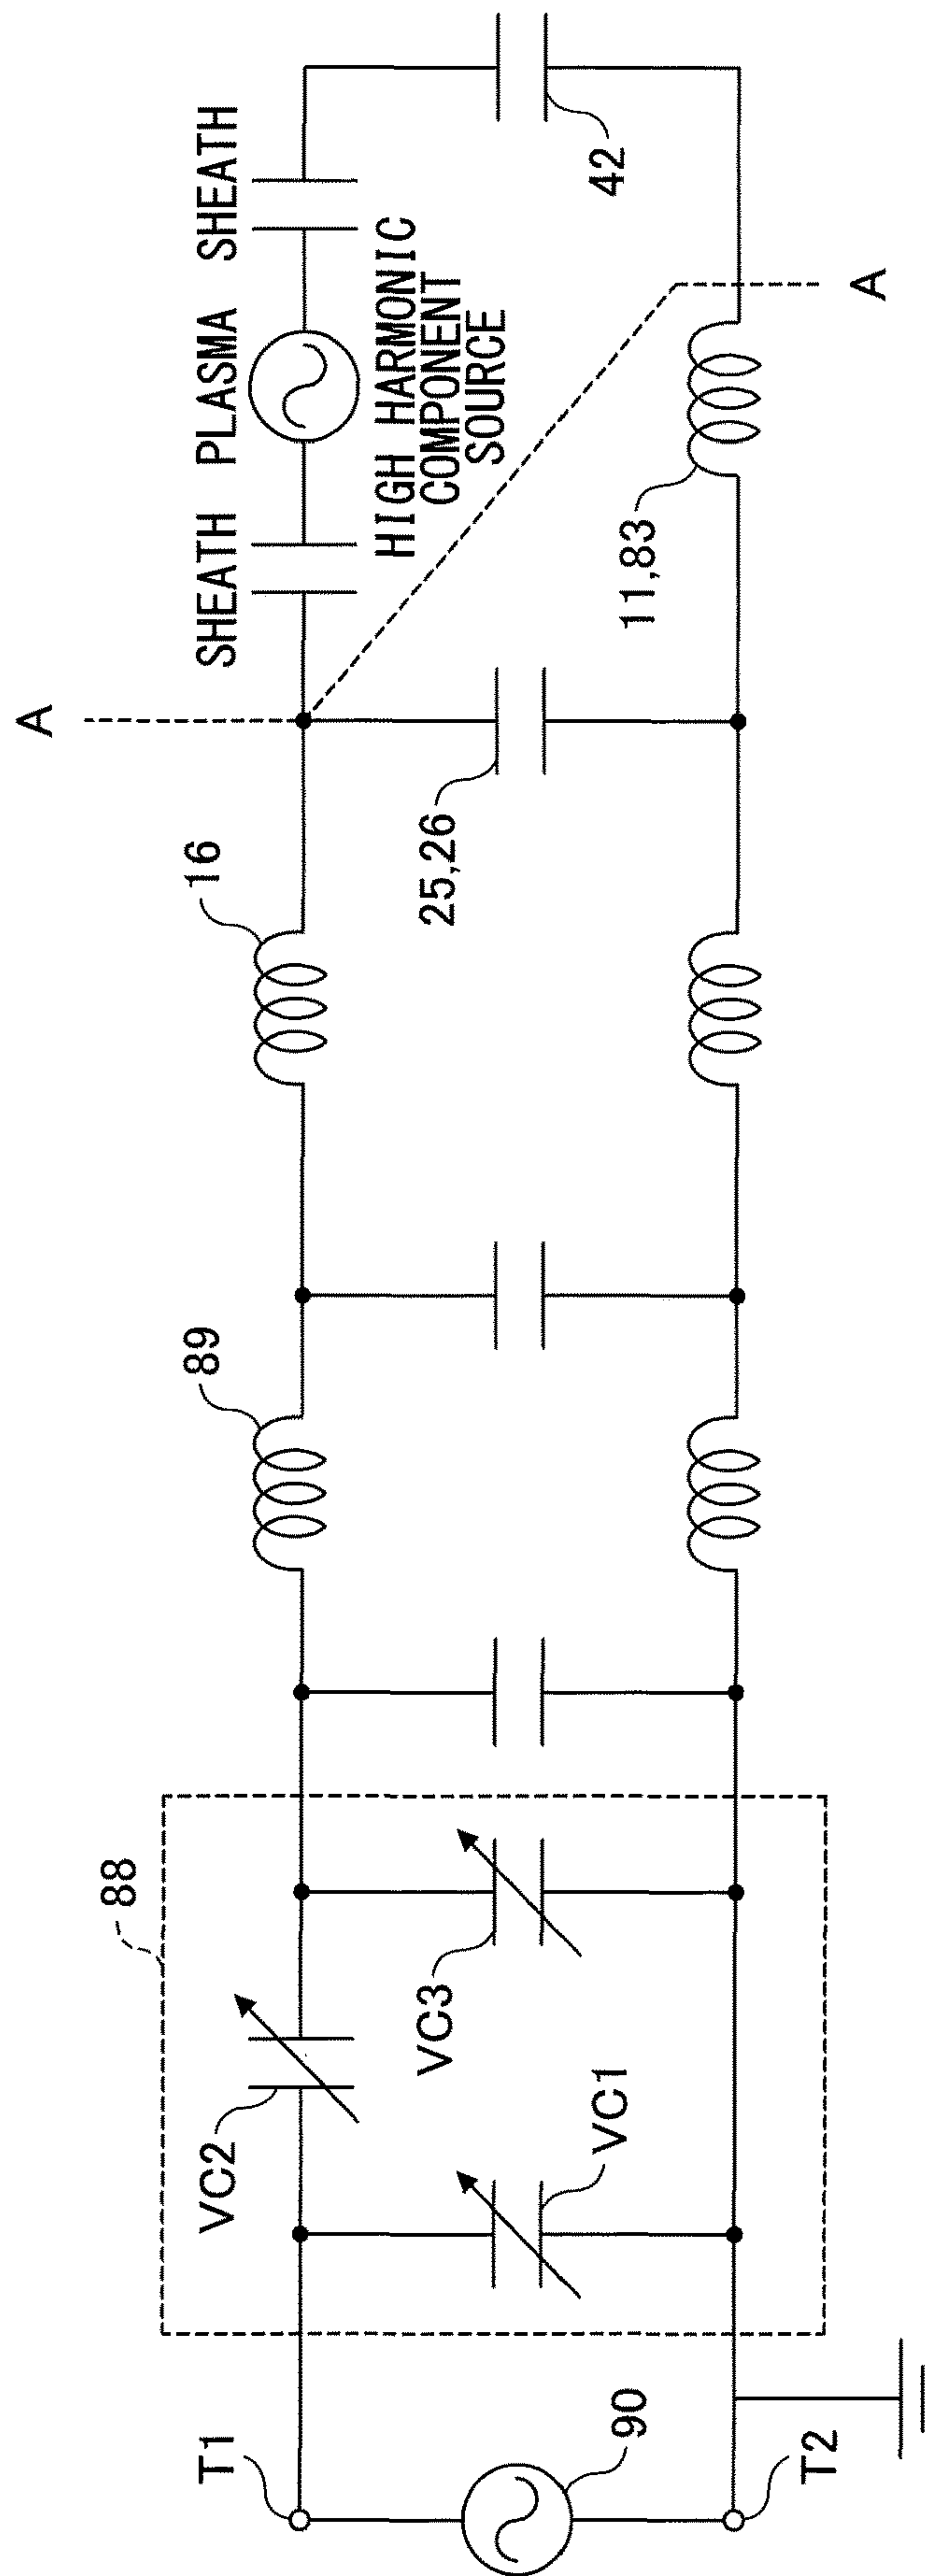 T1
T2
90
88
VC2
VC1
VC3
89
16
25,26
A
SHEATH PLASMA SHEATH
HIGH HARMONIC
COMPONENT
SOURCE
11,83
A
42